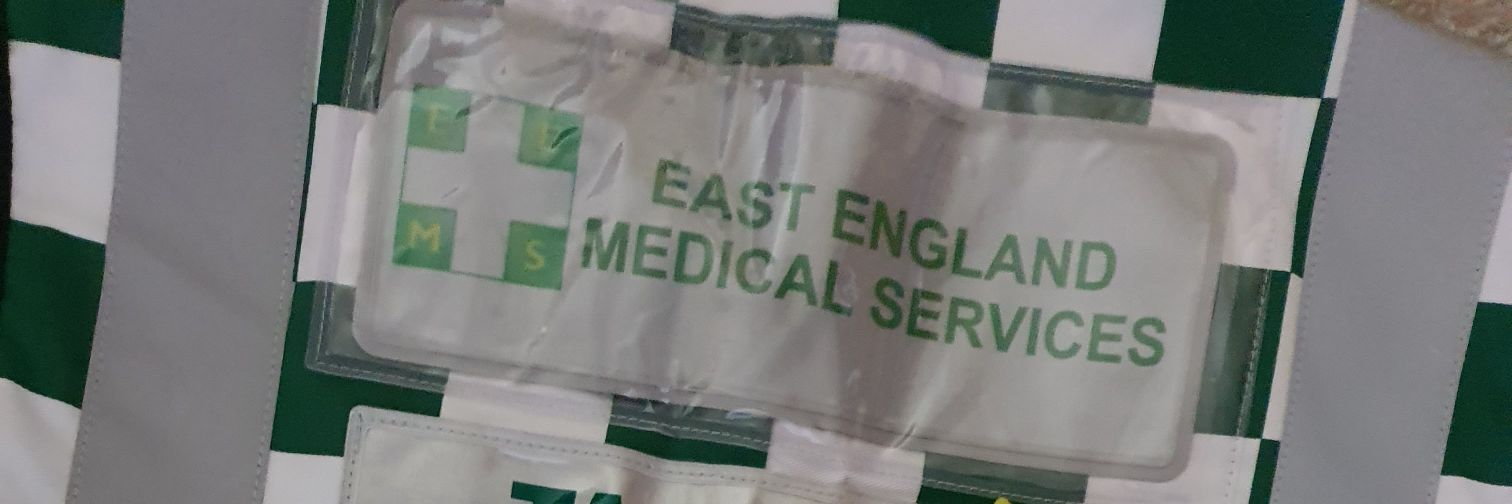 E E
EAST ENGLAND
M S
MEDICAL SERVICES